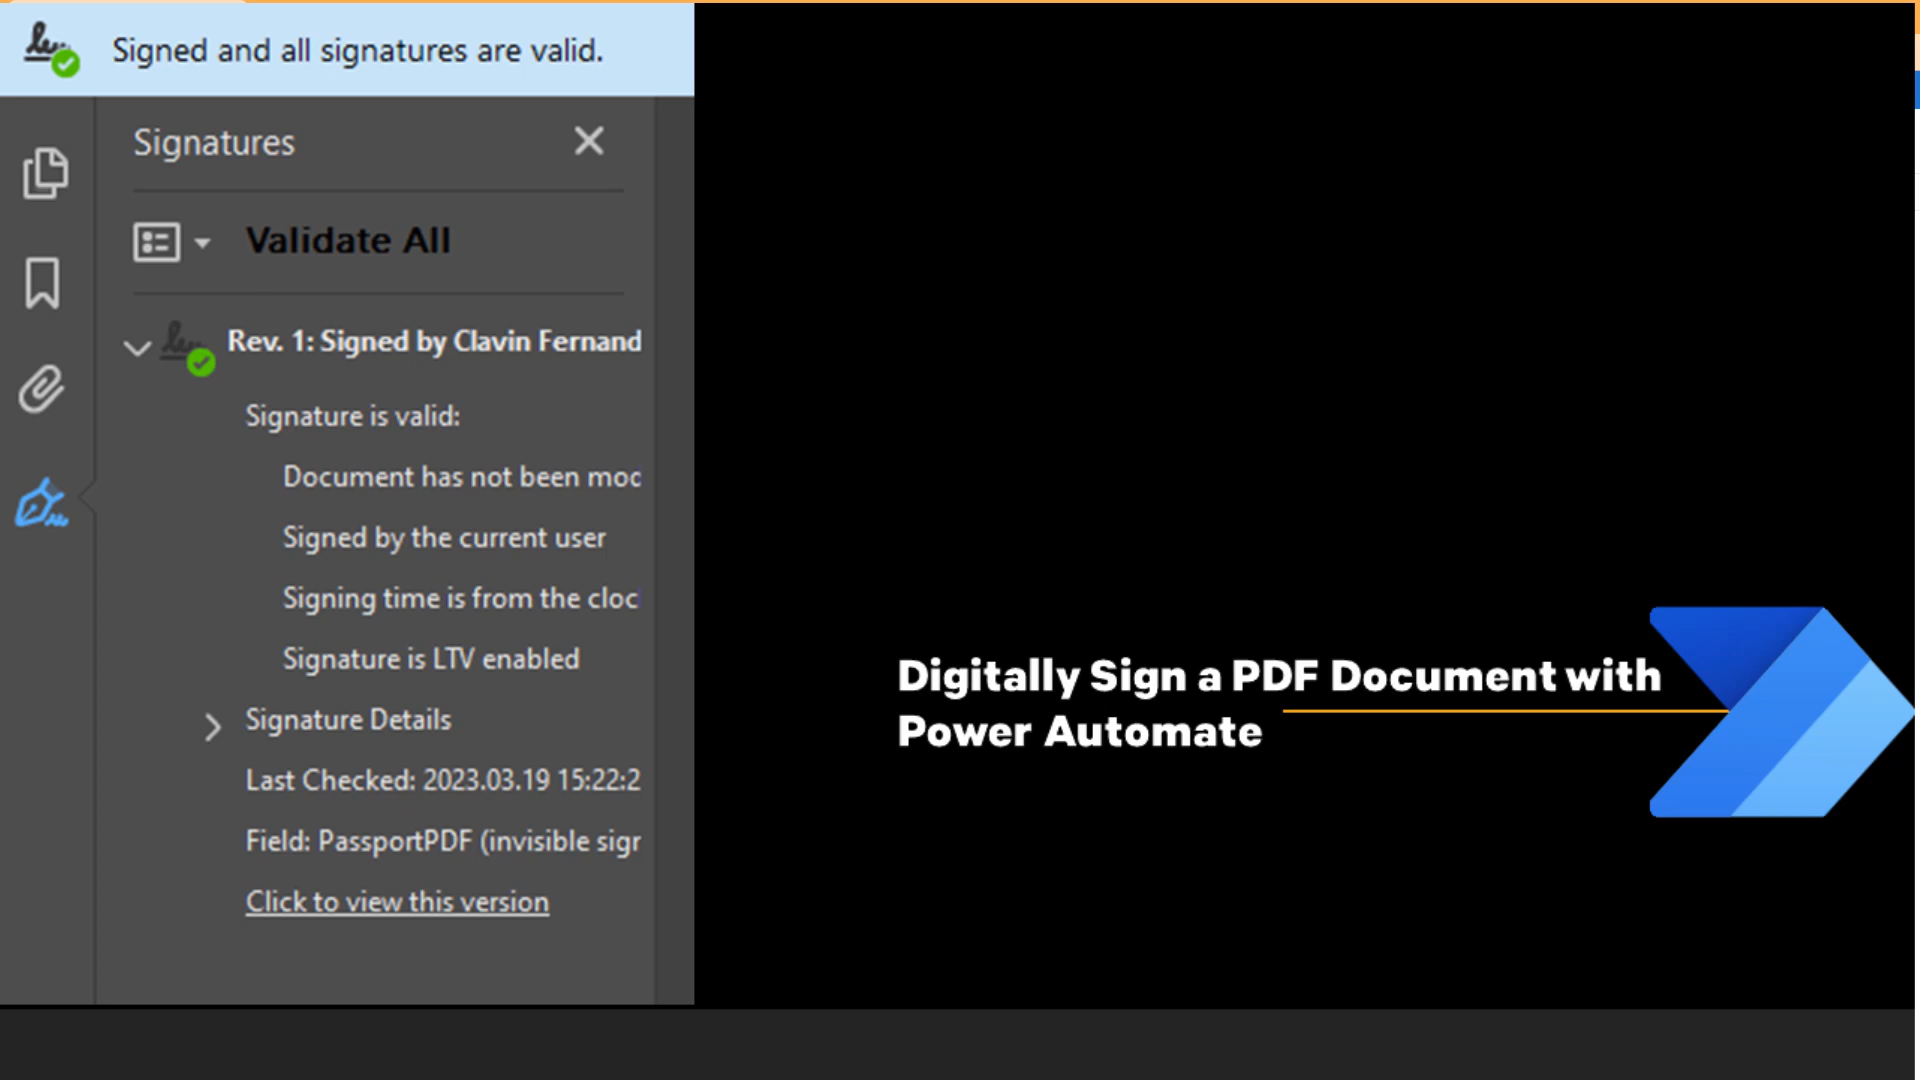 Signed and all signatures are valid.
Signatures
Validate All
Rev. 1: Signed by Clavin Fernand
Signature is valid:
Document has not been
Signed by the current user
Signing time is from the
Signature is LTV enabled
Signature Details
Last Checked: 2023.03.19 15:22:2
Field: PassportPDF (invisible
Click to view this version
Digitally Sign a PDF Document with
Power Automate